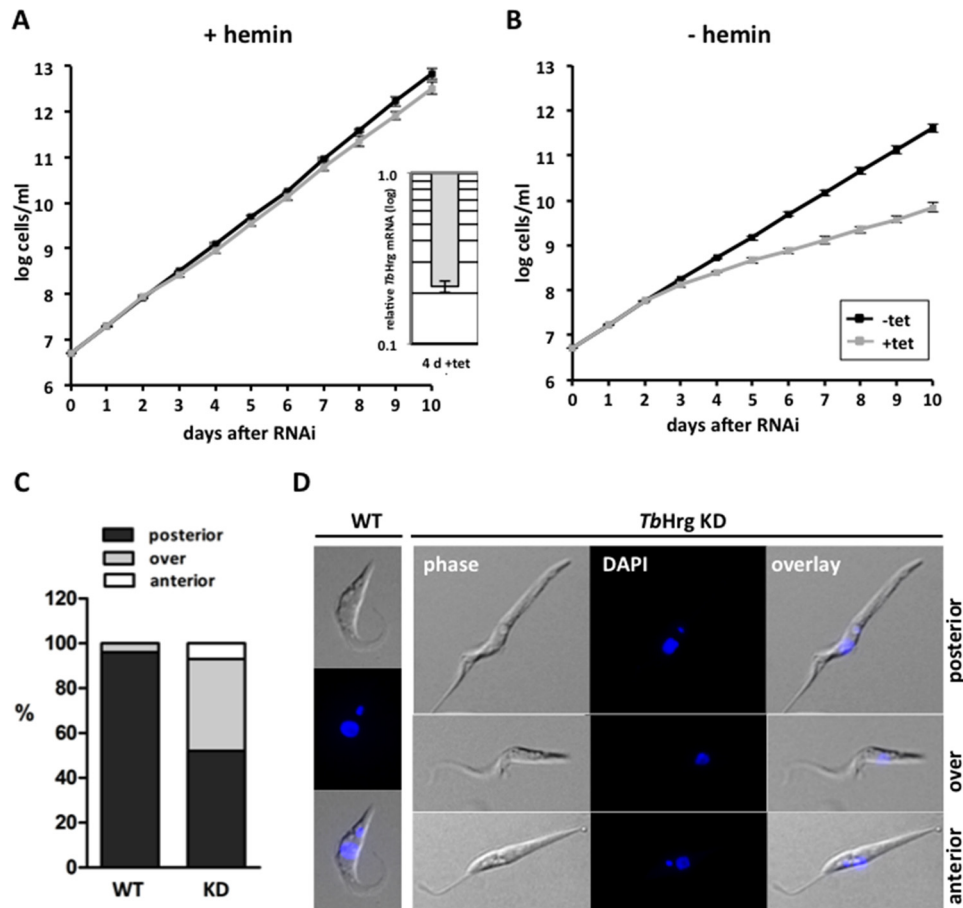 A
+ hemin
13
12
11
10
9
8
7
6
log cells/ml
0 1 2 3 4 5 6 7 8 9 10
days after RNAi
1.0
0.1
relative TbHrg mRNA (log)
4 d +tet
B
- hemin
13
12
11
10
9
8
7
6
log cells/ml
0 1 2 3 4 5 6 7 8 9 10
days after RNAi
-tet
+tet
C
posterior
over
anterior
120
100
80
60
40
20
0
%
WT KD
D
WT
TbHrg KD
phase
DAPI
overlay
posterior
over
anterior